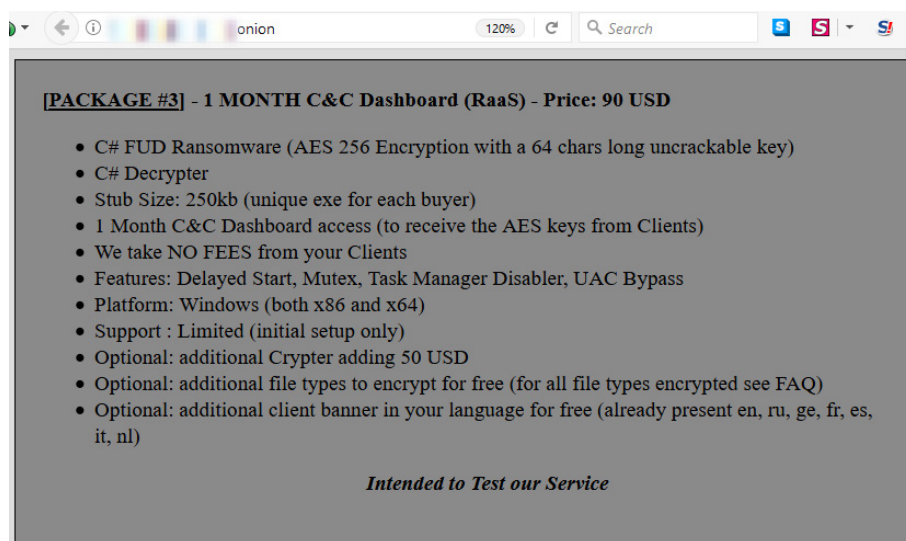 onion
120%
Search
S
S
S!
[PACKAGE #3] - 1 MONTH C&C Dashboard (RaaS) - Price: 90 USD
• C# FUD Ransomware (AES 256 Encryption with a 64 chars long uncrackable key)
• C# Decrypter
• Stub Size: 250kb (unique exe for each buyer)
• 1 Month C&C Dashboard access (to receive the AES keys from Clients)
• We take NO FEES from your Clients
• Features: Delayed Start, Mutex, Task Manager Disabler, UAC Bypass
• Platform: Windows (both x86 and x64)
• Support : Limited (initial setup only)
• Optional: additional Crypter adding 50 USD
• Optional: additional file types to encrypt for free (for all file types encrypted see FAQ)
• Optional: additional client banner in your language for free (already present en, ru, ge, fr, es,
it, nl)
Intended to Test our Service